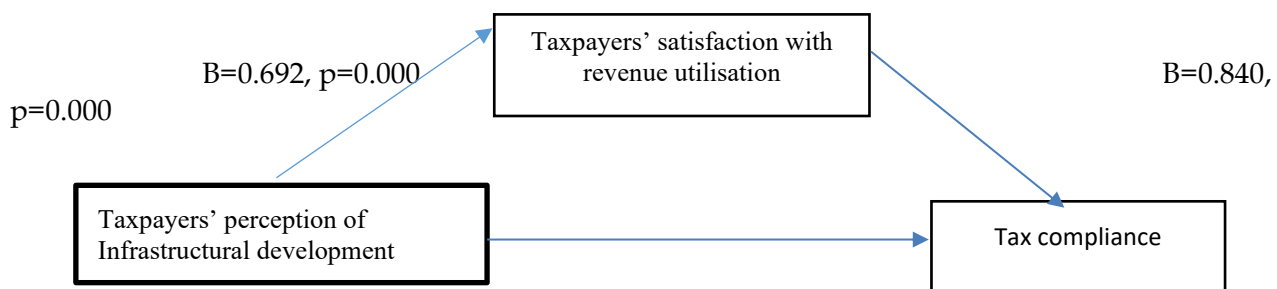 Taxpayers’ satisfaction with
revenue utilisation
B=0.692, p=0.000
B=0.840,
p=0.000
Taxpayers’ perception of
Infrastructural development
Tax compliance